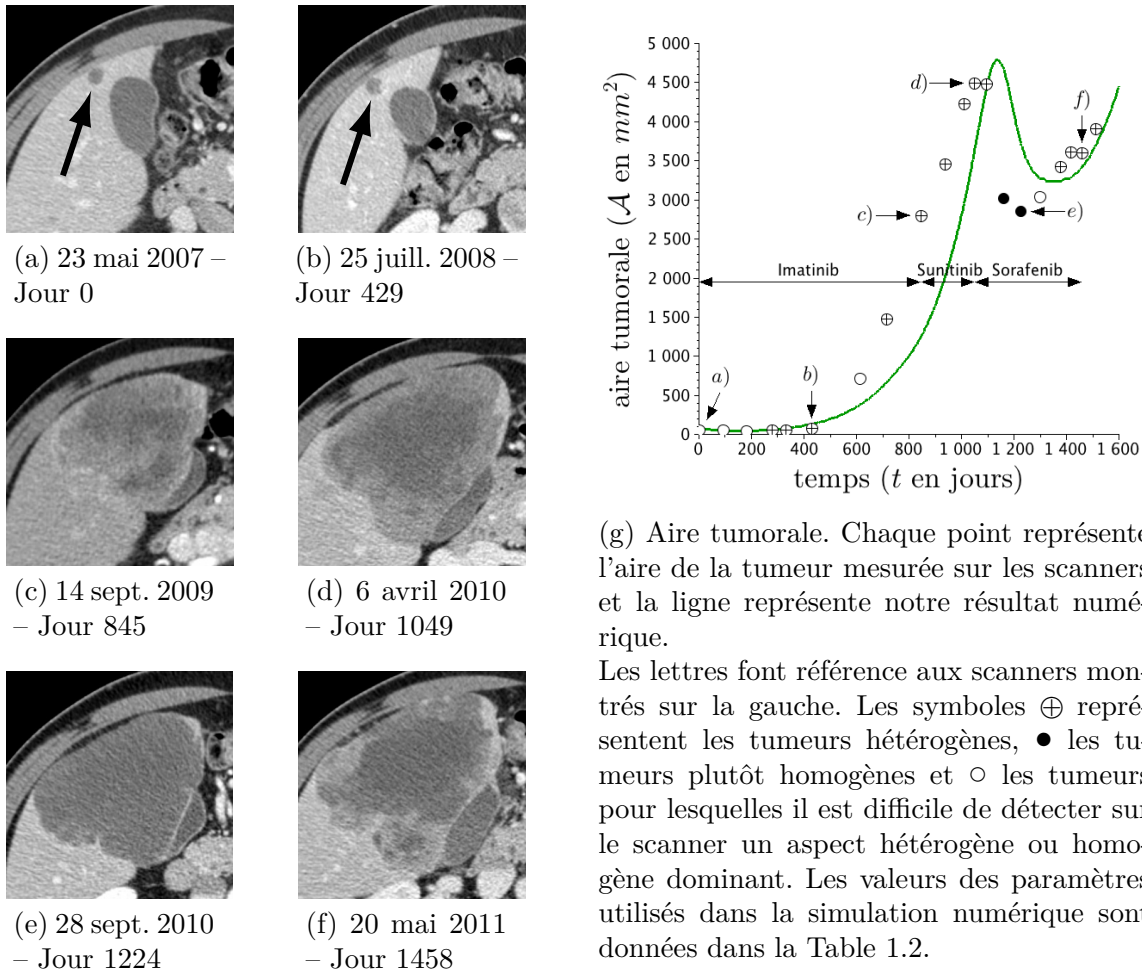 (a) 23 mai 2007 –
Jour 0
(b) 25 juill. 2008 –
Jour 429
(c) 14 sept. 2009
– Jour 845
(d) 6 avril 2010
– Jour 1049
(e) 28 sept. 2010
– Jour 1224
(f) 20 mai 2011
– Jour 1458
aire tumorale (𝒜 en mm²)
5 000
4 500
4 000
3 500
3 000
2 500
2 000
1 500
1 000
500
0
a)
b)
c)
d)
e)
f)
Imatinib
Sunitinib
Sorafenib
0 200 400 600 800 1 000 1 200 1 400 1 600
temps (t en jours)
(g) Aire tumorale. Chaque point représente
l'aire de la tumeur mesurée sur les scanners
et la ligne représente notre résultat numé-
rique.
Les lettres font référence aux scanners mon-
trés sur la gauche. Les symboles ⊕ repré-
sentent les tumeurs hétérogènes, ● les tu-
meurs plutôt homogènes et ○ les tumeurs
pour lesquelles il est difficile de détecter sur
le scanner un aspect hétérogène ou homo-
gène dominant. Les valeurs des paramètres
utilisés dans la simulation numérique sont
données dans la Table 1.2.